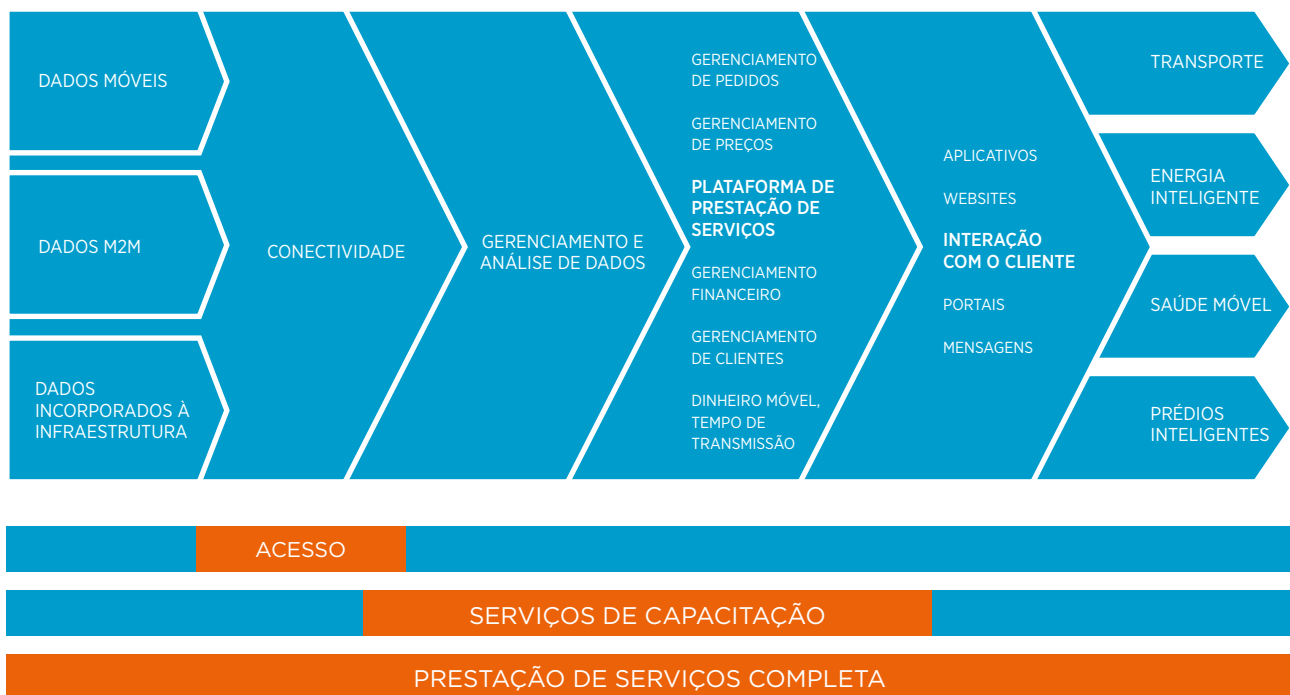 DADOS MÓVEIS
DADOS M2M
DADOS
INCORPORADOS À
INFRAESTRUTURA
CONECTIVIDADE
GERENCIAMENTO E
ANÁLISE DE DADOS
GERENCIAMENTO
DE PEDIDOS
GERENCIAMENTO
DE PREÇOS
PLATAFORMA DE
PRESTAÇÃO DE
SERVIÇOS
GERENCIAMENTO
FINANCEIRO
GERENCIAMENTO
DE CLIENTES
DINHEIRO MÓVEL,
TEMPO DE
TRANSMISSÃO
APLICATIVOS
WEBSITES
INTERAÇÃO
COM O CLIENTE
PORTAIS
MENSAGENS
TRANSPORTE
ENERGIA
INTELIGENTE
SAÚDE MÓVEL
PRÉDIOS
INTELIGENTES
ACESSO
SERVIÇOS DE CAPACITAÇÃO
PRESTAÇÃO DE SERVIÇOS COMPLETA